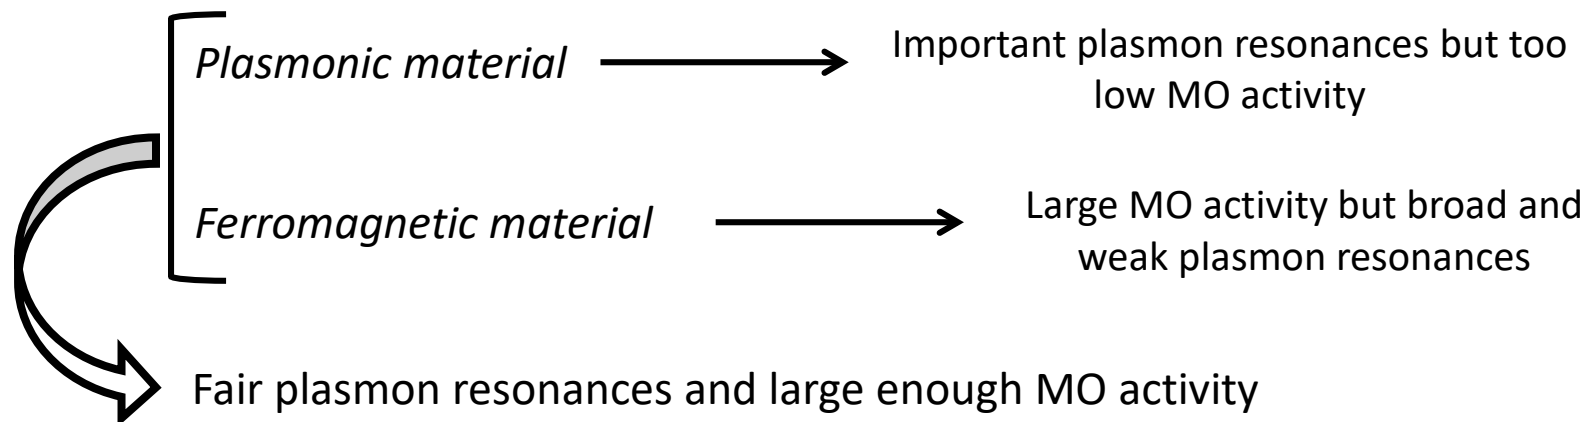 Plasmonic material
Important plasmon resonances but too
low MO activity
Ferromagnetic material
Large MO activity but broad and
weak plasmon resonances
Fair plasmon resonances and large enough MO activity